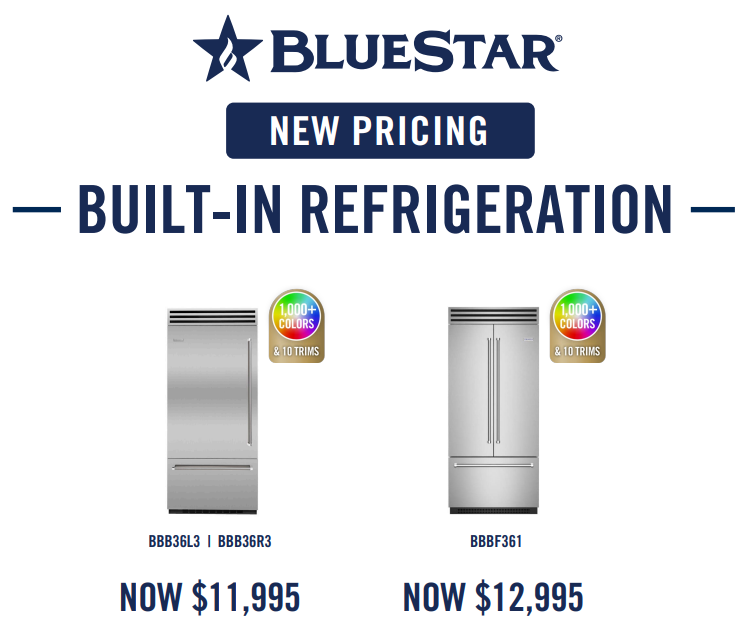 BLUESTAR®
NEW PRICING
BUILT-IN REFRIGERATION
1,000+
COLORS
& 10 TRIMS
1,000+
COLORS
& 10 TRIMS
BBB36L3 | BBB36R3
BBBF361
NOW $11,995
NOW $12,995